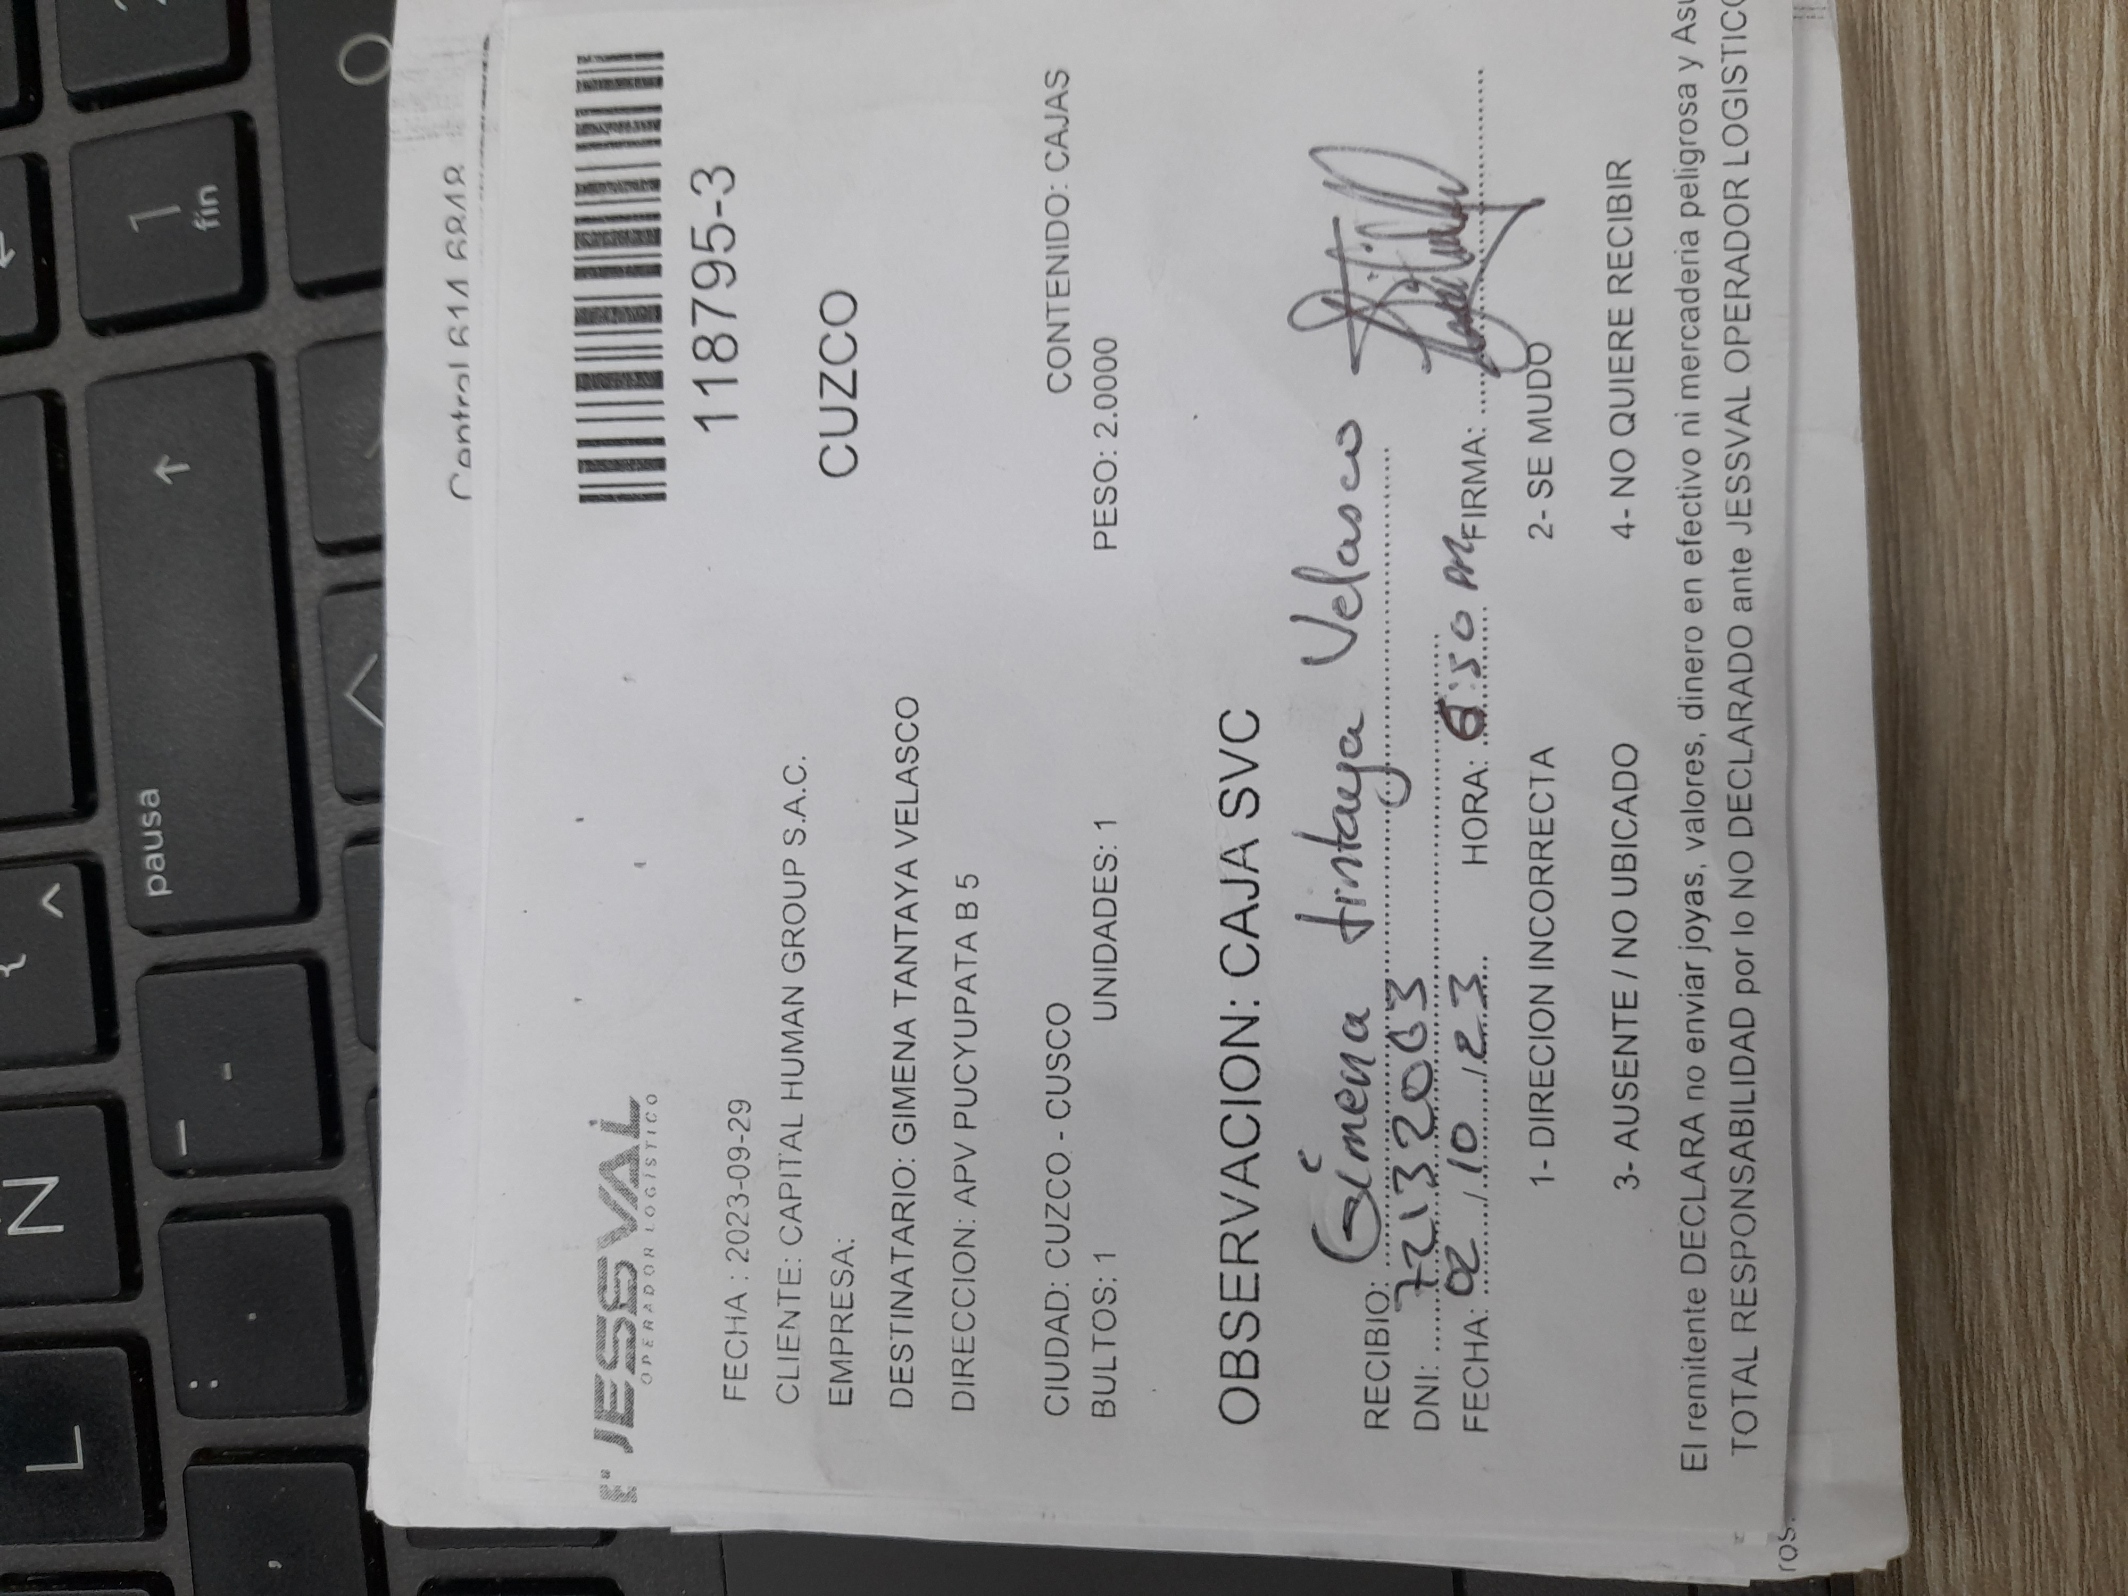 L Ñ { ^
pausa ↑ 1
fin
: . _ -
,
Central 614 6848
JESSVAL
OPERADOR LOGÍSTICO
118795-3
FECHA : 2023-09-29
CLIENTE: CAPITAL HUMAN GROUP S.A.C.
EMPRESA:
CUZCO
DESTINATARIO: GIMENA TANTAYA VELASCO
DIRECCION: APV PUCYUPATA B 5
CIUDAD: CUZCO - CUSCO CONTENIDO: CAJAS
BULTOS: 1 UNIDADES: 1 PESO: 2.0000
OBSERVACION: CAJA SVC
RECIBIO: Gimena tintaya Velasco
DNI: 72132063
FECHA: 02/10/23 HORA: 6:50 PM FIRMA:
1- DIRECION INCORRECTA 2- SE MUDO
3- AUSENTE / NO UBICADO 4- NO QUIERE RECIBIR
El remitente DECLARA no enviar joyas, valores, dinero en efectivo ni mercaderia peligrosa y
TOTAL RESPONSABILIDAD por lo NO DECLARADO ante JESSVAL OPERADOR LOGISTICO
ros.